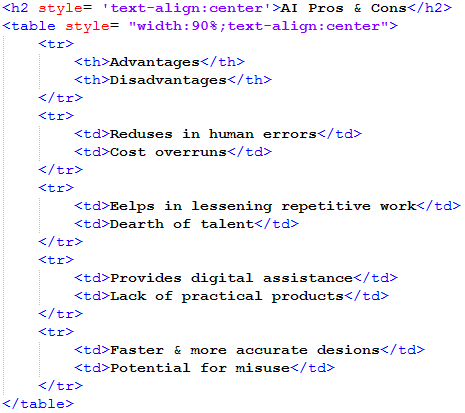 <h2 style= 'text-align:center'>AI Pros & Cons</h2>
<table style= "width:90%;text-align:center">
<tr>
<th>Advantages</th>
<th>Disadvantages</th>
</tr>
<tr>
<td>Reduses in human errors</td>
<td>Cost overruns</td>
</tr>
<tr>
<td>Eelps in lessening repetitive work</td>
<td>Dearth of talent</td>
</tr>
<tr>
<td>Provides digital assistance</td>
<td>Lack of practical products</td>
</tr>
<tr>
<td>Faster & more accurate desions</td>
<td>Potential for misuse</td>
</tr>
</table>